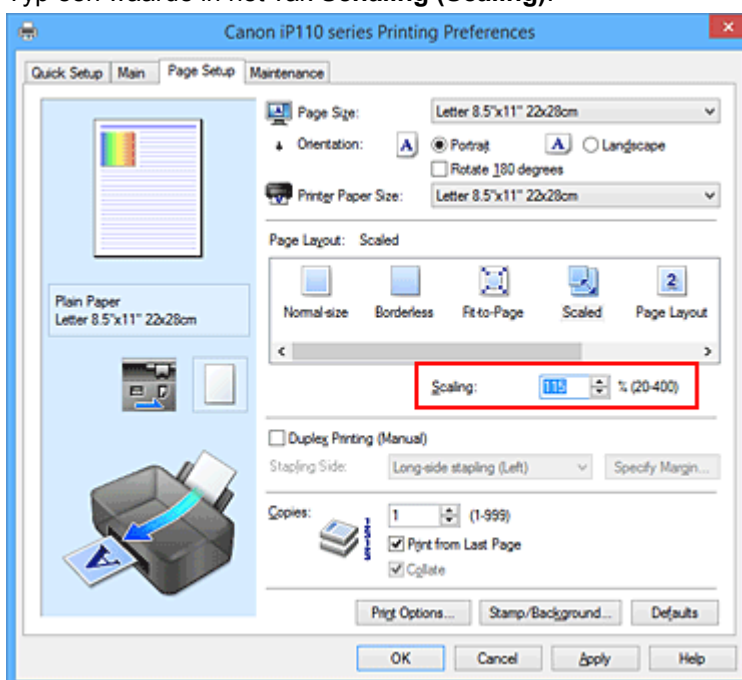 Typ een waarde in het vak Schaling (Scaling).
Canon iP110 series Printing Preferences
Quick Setup Main Page Setup Maintenance
Page Size: Letter 8.5"x11" 22x28cm
Orientation: A Portrait A Landscape
Rotate 180 degrees
Printer Paper Size: Letter 8.5"x11" 22x28cm
Page Layout: Scaled
Normal-size Borderless Fit-to-Page Scaled 2 Page Layout
Plain Paper
Letter 8.5"x11" 22x28cm
Scaling: 115 % (20-400)
Duplex Printing (Manual)
Stapling Side: Long-side stapling (Left) Specify Margin...
Copies: 1 (1-999)
Print from Last Page
Collate
Print Options... Stamp/Background... Defaults
OK Cancel Apply Help